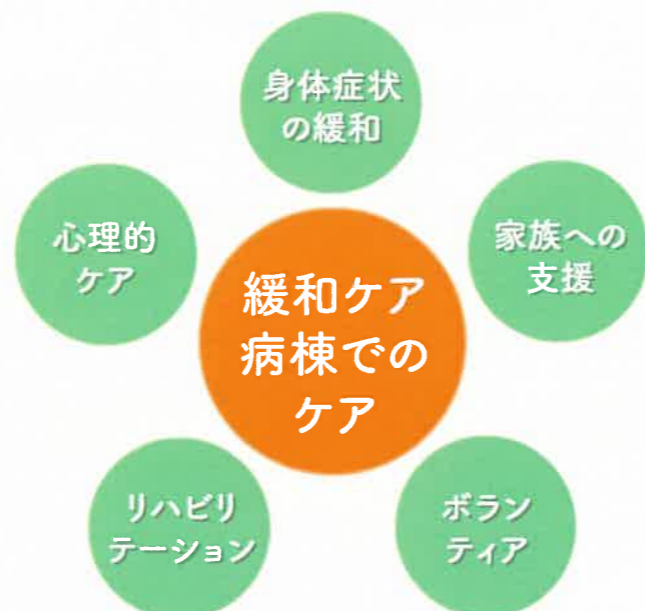 身体症状
の緩和
心理的
ケア
家族への
支援
緩和ケア
病棟での
ケア
リハビリ
テーション
ボラン
ティア